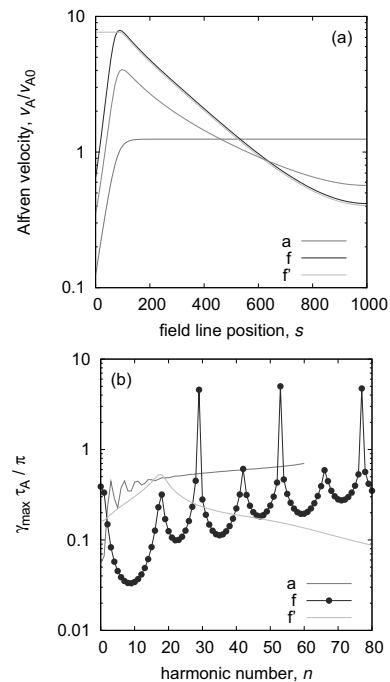 (a)
Alfven velocity, vA/vA0
10
1
0.1
a
f
f'
0 200 400 600 800 1000
field line position, s
(b)
γmax τA / π
10
1
0.1
0.01
a
f
f'
0 10 20 30 40 50 60 70 80
harmonic number, n